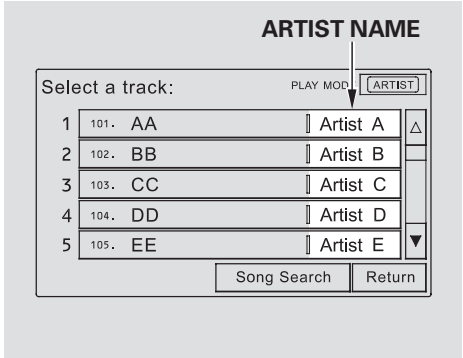 ARTIST NAME
Select a track: PLAY MODE ARTIST
1 101. AA Artist A
2 102. BB Artist B
3 103. CC Artist C
4 104. DD Artist D
5 105. EE Artist E
Song Search Return